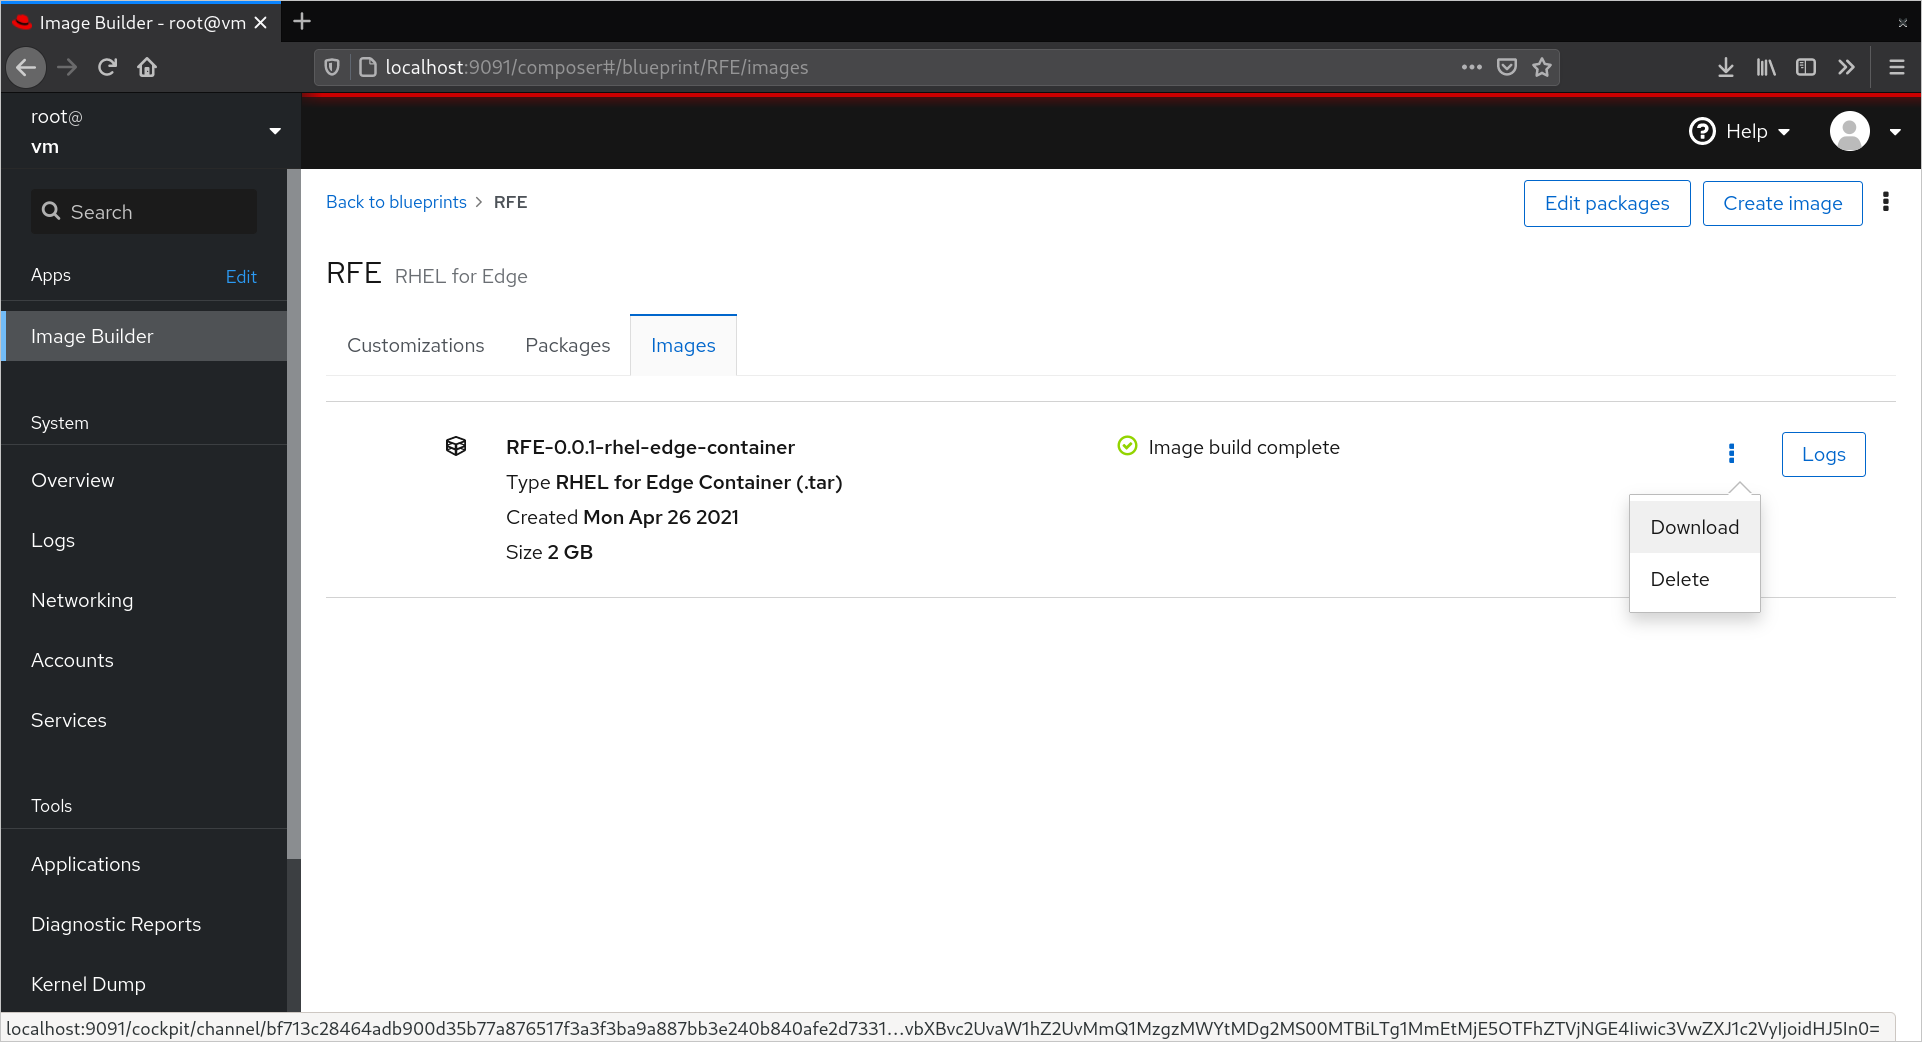 Image Builder - root@vm
localhost:9091/composer#/blueprint/RFE/images
root@
vm
Help
Search
Apps
Edit
Image Builder
System
Overview
Logs
Networking
Accounts
Services
Tools
Applications
Diagnostic Reports
Kernel Dump
Back to blueprints > RFE
Edit packages
Create image
RFE RHEL for Edge
Customizations
Packages
Images
RFE-0.0.1-rhel-edge-container
Type RHEL for Edge Container (.tar)
Created Mon Apr 26 2021
Size 2 GB
Image build complete
Logs
Download
Delete
localhost:9091/cockpit/channel/bf713c28464adb900d35b77a876517f3a3f3ba9a887bb3e240b840afe2d7331...vbXBvc2UvaW1hZ2UvMmQ1MzgzMWYtMDg2MS00MTBiLTg1MmEtMjE5OTFhZTVjNGE4Iiwic3VwZXJ1c2VyIjoidHJ5In0=